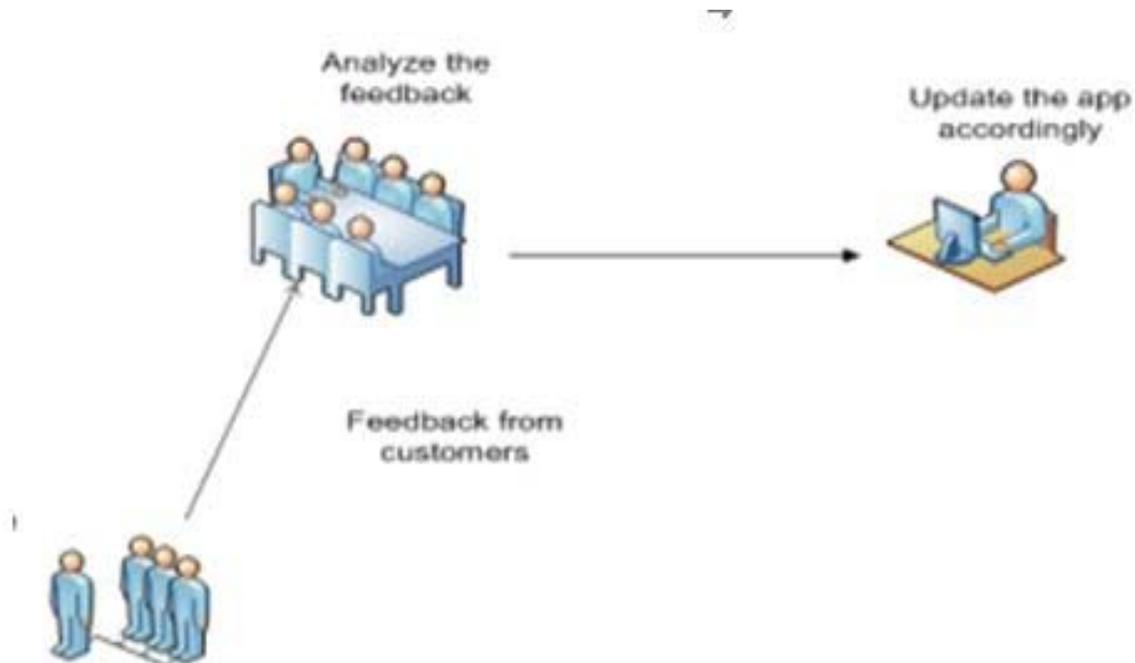 Analyze the
feedback
Update the app
accordingly
Feedback from
customers